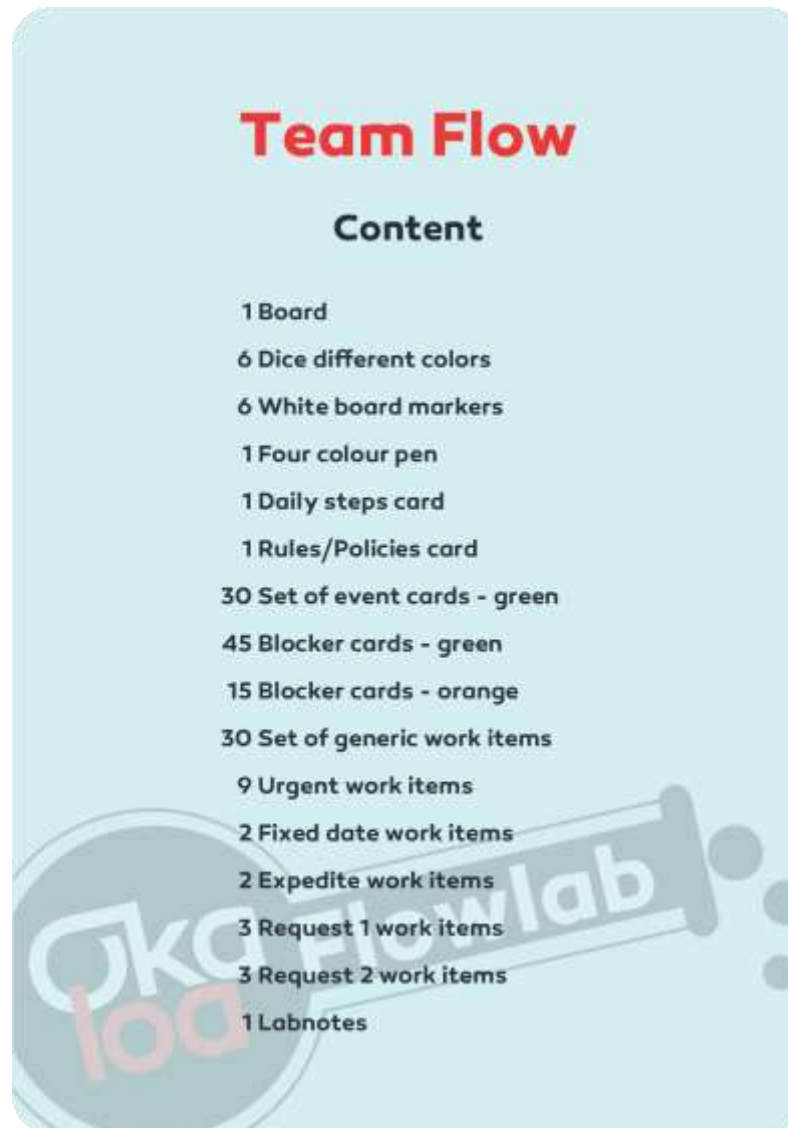 Team Flow
Content
1 Board
6 Dice different colors
6 White board markers
1 Four colour pen
1 Daily steps card
1 Rules/Policies card
30 Set of event cards - green
45 Blocker cards - green
15 Blocker cards - orange
30 Set of generic work items
9 Urgent work items
2 Fixed date work items
2 Expedite work items
3 Request 1 work items
3 Request 2 work items
1 Labnotes
Oka Flowlab
loa